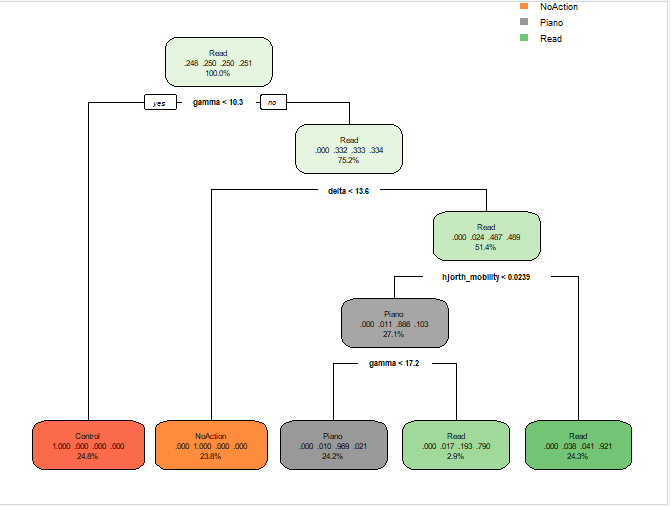 NoAction
Piano
Read
Read
.248 .250 .250 .251
100.0%
yes gamma < 10.3 no
Read
.000 .332 .333 .334
75.2%
delta < 13.6
Read
.000 .024 .487 .489
51.4%
hjorth_mobility < 0.0239
Piano
.000 .011 .886 .103
27.1%
gamma < 17.2
Control
1.000 .000 .000 .000
24.8%
NoAction
.000 1.000 .000 .000
23.8%
Piano
.000 .010 .969 .021
24.2%
Read
.000 .017 .193 .790
2.9%
Read
.000 .038 .041 .921
24.3%